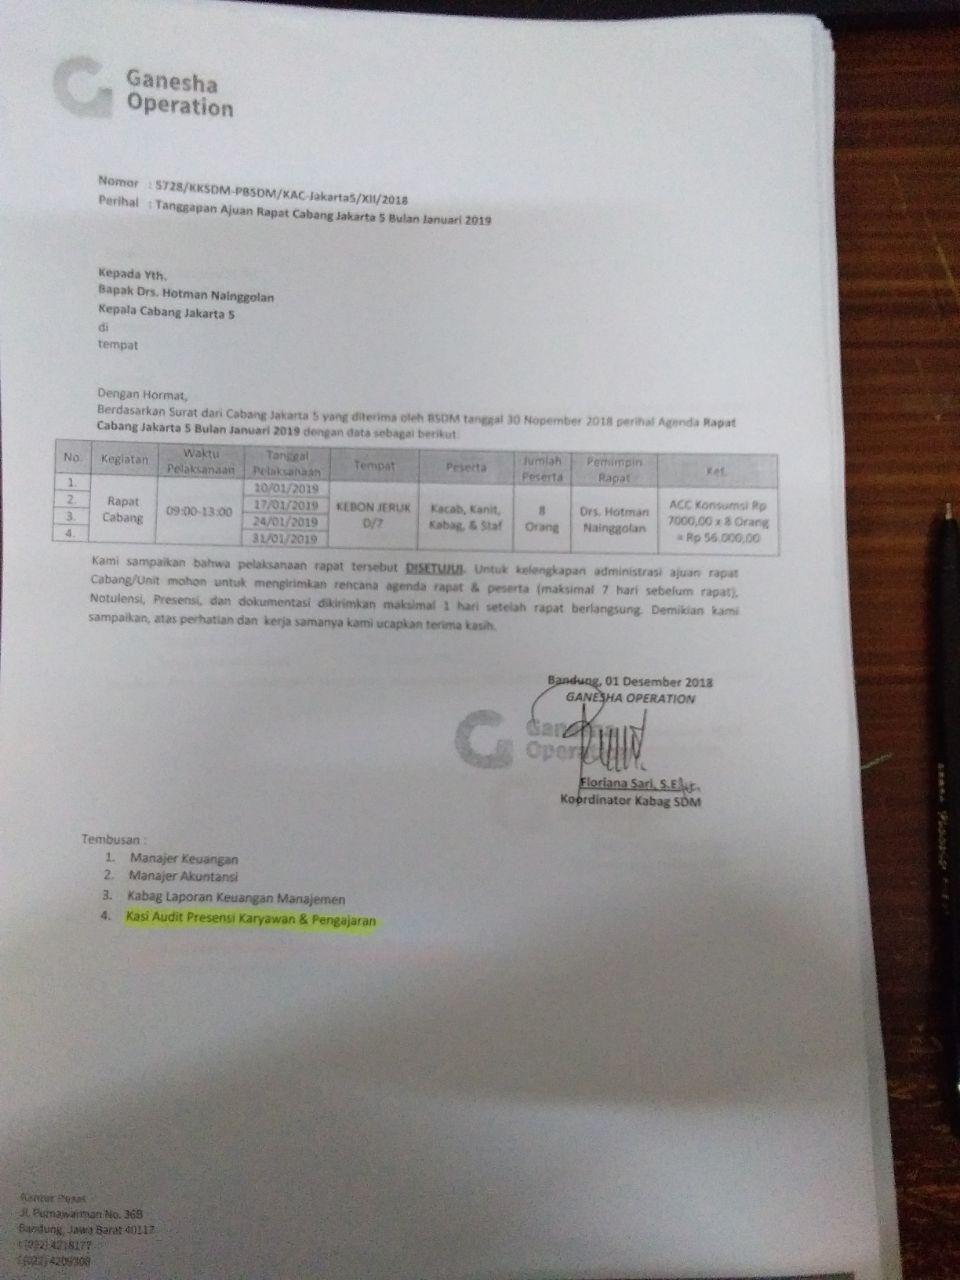 Ganesha
Operation
Nomor : 5728/KKSDM-PBSDM/KAC-Jakarta5/XII/2018
Perihal : Tanggapan Ajuan Rapat Cabang Jakarta 5 Bulan Januari 2019
Kepada Yth.
Bapak Drs. Hotman Nainggolan
Kepala Cabang Jakarta 5
di
tempat
Dengan Hormat,
Berdasarkan Surat dari Cabang Jakarta 5 yang diterima oleh BSDM tanggal 30 Nopember 2018 perihal Agenda Rapat
Cabang Jakarta 5 Bulan Januari 2019 dengan data sebagai berikut:
No. Kegiatan Waktu Pelaksanaan Tanggal Pelaksanaan Tempat Peserta Jumlah Peserta Pemimpin Rapat Ket.
1. 10/01/2019
2. Rapat Cabang 09:00-13:00 17/01/2019 KEBON JERUK D/7 Kacab, Kanit, Kabag, & Staf 8 Orang Drs. Hotman Nainggolan ACC Konsumsi Rp 7000,00 x 8 Orang = Rp 56.000,00
3. 24/01/2019
4. 31/01/2019
Kami sampaikan bahwa pelaksanaan rapat tersebut DISETUJUI. Untuk kelengkapan administrasi ajuan rapat
Cabang/Unit mohon untuk mengirimkan rencana agenda rapat & peserta (maksimal 7 hari sebelum rapat),
Notulensi, Presensi, dan dokumentasi dikirimkan maksimal 1 hari setelah rapat berlangsung. Demikian kami
sampaikan, atas perhatian dan kerja samanya kami ucapkan terima kasih.
Bandung, 01 Desember 2018
GANESHA OPERATION
Ganesha
Operation
Floriana Sari, S.E
Koordinator Kabag SDM
Tembusan :
1. Manajer Keuangan
2. Manajer Akuntansi
3. Kabag Laporan Keuangan Manajemen
4. Kasi Audit Presensi Karyawan & Pengajaran
Kantor Pusat
Jl. Purnawarman No. 36B
Bandung, Jawa Barat 40117
t (022) 4218177
f (022) 4209308